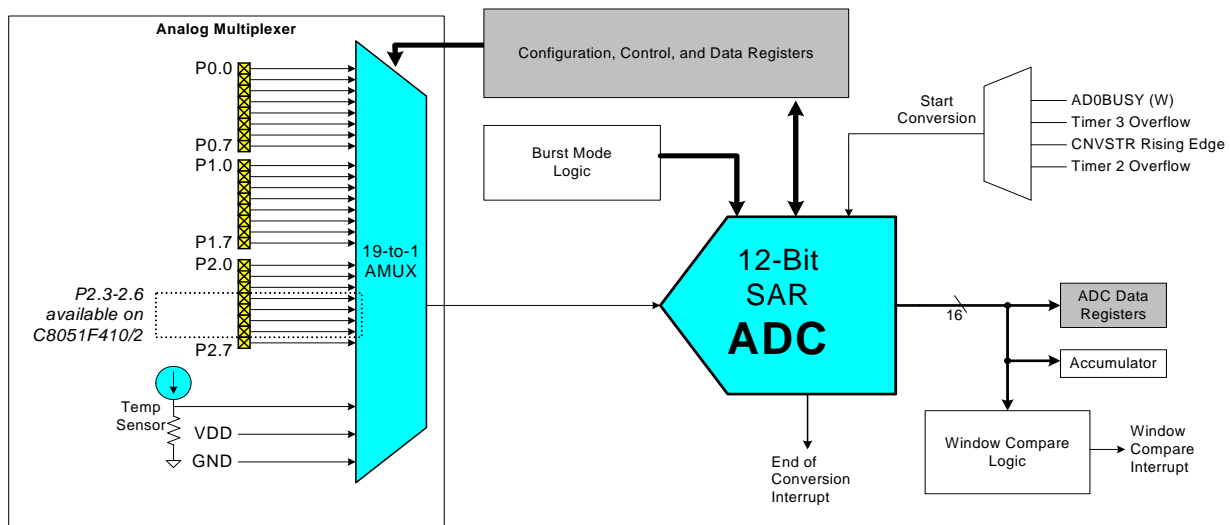 Analog Multiplexer
P0.0
P0.7
P1.0
P1.7
P2.0
P2.3-2.6
available on
C8051F410/2
P2.7
Temp
Sensor
VDD
GND
19-to-1
AMUX
Configuration, Control, and Data Registers
Burst Mode
Logic
Start
Conversion
AD0BUSY (W)
Timer 3 Overflow
CNVSTR Rising Edge
Timer 2 Overflow
12-Bit
SAR
ADC
16
ADC Data
Registers
Accumulator
Window Compare
Logic
Window
Compare
Interrupt
End of
Conversion
Interrupt